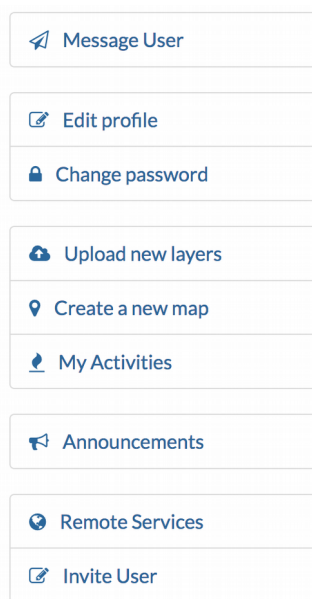 Message User
Edit profile
Change password
Upload new layers
Create a new map
My Activities
Announcements
Remote Services
Invite User